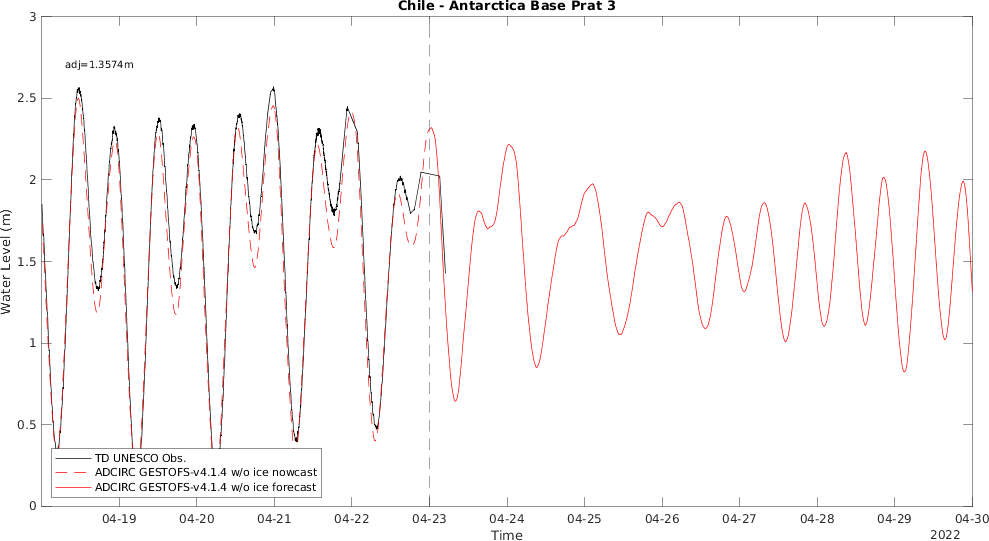 Chile - Antarctica Base Prat 3
adj=1.3574m
3
2.5
2
1.5
1
0.5
0
Water Level (m)
TD UNESCO Obs.
ADCIRC GESTOFS-v4.1.4 w/o ice nowcast
ADCIRC GESTOFS-v4.1.4 w/o ice forecast
04-19 04-20 04-21 04-22 04-23 04-24 04-25 04-26 04-27 04-28 04-29 04-30
Time
2022